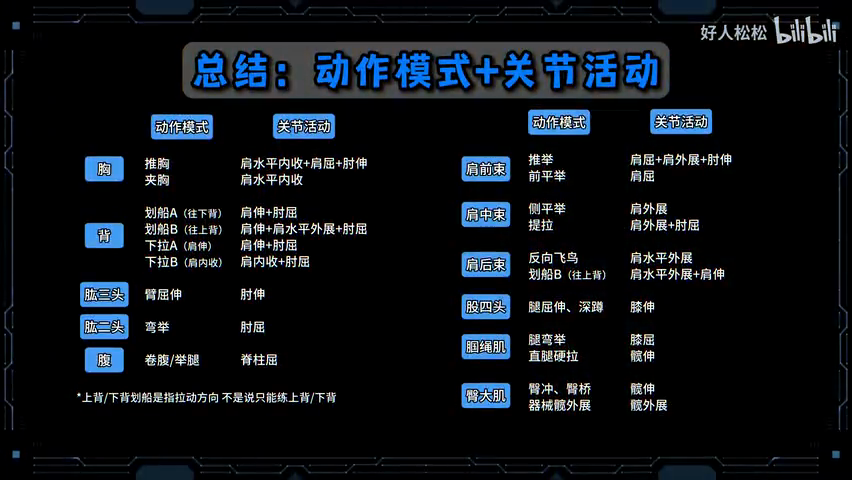 好人松松 bilibili
总结：动作模式+关节活动
动作模式 关节活动
胸
推胸 肩水平内收+肩屈+肘伸
夹胸 肩水平内收
背
划船A（往下背） 肩伸+肘屈
划船B（往上背） 肩伸+肩水平外展+肘屈
下拉A（肩伸） 肩伸+肘屈
下拉B（肩内收） 肩内收+肘屈
肱三头 臂屈伸 肘伸
肱二头 弯举 肘屈
腹 卷腹/举腿 脊柱屈
*上背/下背划船是指拉动方向 不是说只能练上背/下背
动作模式 关节活动
肩前束
推举 肩屈+肩外展+肘伸
前平举 肩屈
肩中束
侧平举 肩外展
提拉 肩外展+肘屈
肩后束
反向飞鸟 肩水平外展
划船B（往上背） 肩水平外展+肩伸
股四头 腿屈伸、深蹲 膝伸
腘绳肌
腿弯举 膝屈
直腿硬拉 髋伸
臀大肌
臀冲、臀桥 髋伸
器械髋外展 髋外展